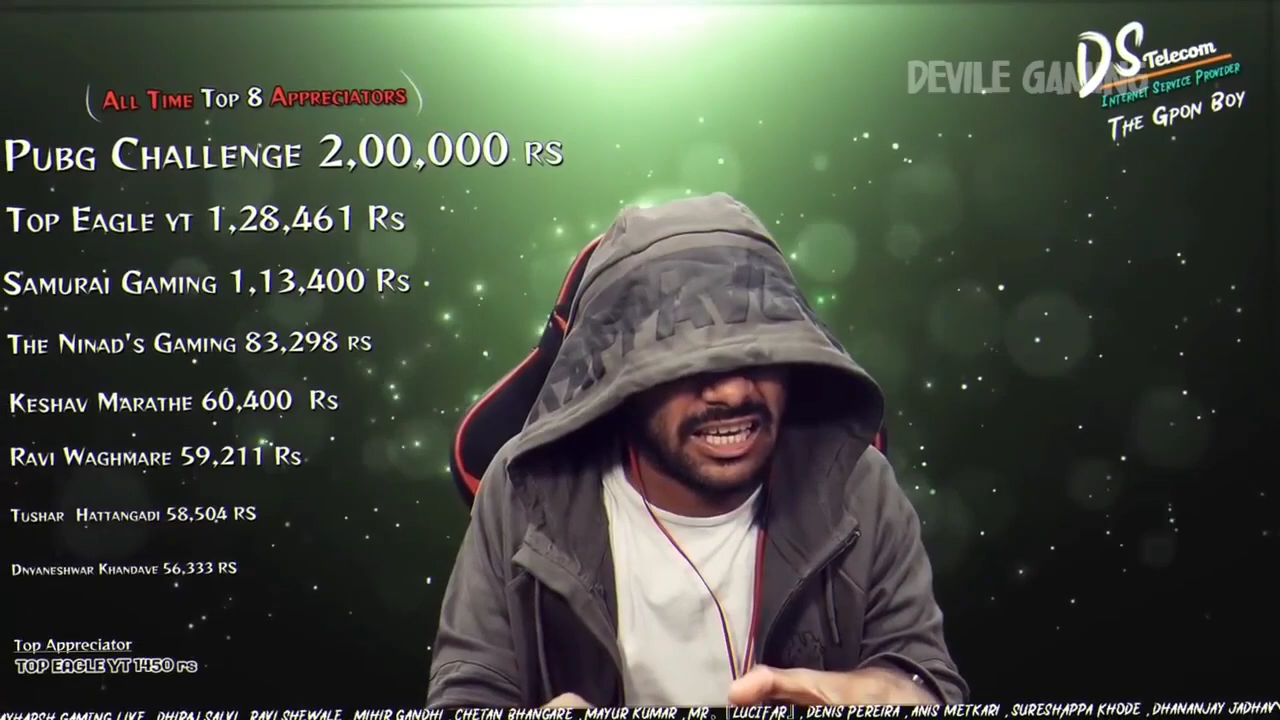 All Time Top 8 Appreciators
Pubg Challenge 2,00,000 rs
Top Eagle yt 1,28,461 Rs
Samurai Gaming 1,13,400 Rs
The Ninad's Gaming 83,298 rs
Keshav Marathe 60,400 Rs
Ravi Waghmare 59,211 Rs
Tushar Hattangadi 58,504 RS
Dnyaneshwar Khandave 56,333 RS
Top Appreciator
TOP EAGLE YT 1450 rs
DEVILE GAMING
DS Telecom
Internet Service Provider
The Gpon Boy
GAMING LIVE , DHIRAJ SALVI , RAVI SHEWALE , MIHIR GANDHI , CHETAN BHANGARE , MAYUR KUMAR , MR。『LUCIFAR』, DENIS PEREIRA , ANIS METKARI , SURESHAPPA KHODE , DHANANJAY JADHAV